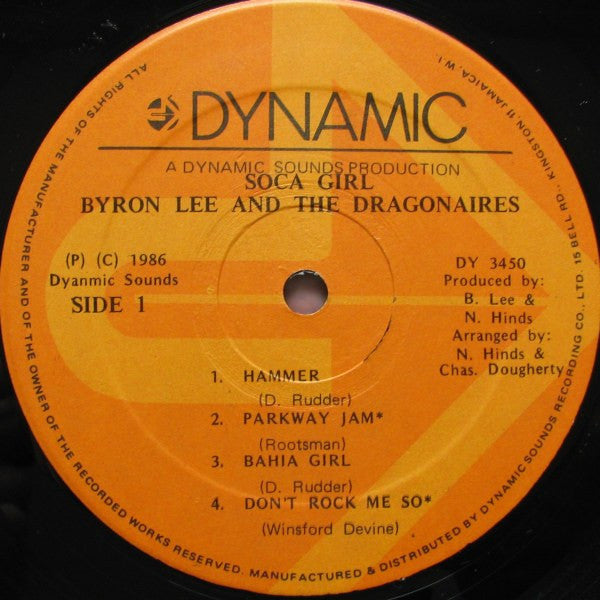 DYNAMIC
A DYNAMIC SOUNDS PRODUCTION
SOCA GIRL
BYRON LEE AND THE DRAGONAIRES
(P) (C) 1986
Dyanmic Sounds
SIDE 1
DY 3450
Produced by:
B. Lee &
N. Hinds
Arranged by:
N. Hinds &
Chas. Dougherty
1. HAMMER
(D. Rudder)
2. PARKWAY JAM*
(Rootsman)
3. BAHIA GIRL
(D. Rudder)
4. DON'T ROCK ME SO*
(Winsford Devine)
ALL RIGHTS OF THE MANUFACTURER AND OF THE OWNER OF THE RECORDED WORKS RESERVED. MANUFACTURED & DISTRIBUTED BY DYNAMIC SOUNDS RECORDING CO., LTD. 15 BELL RD., KINGSTON 11 JAMAICA, W.I.